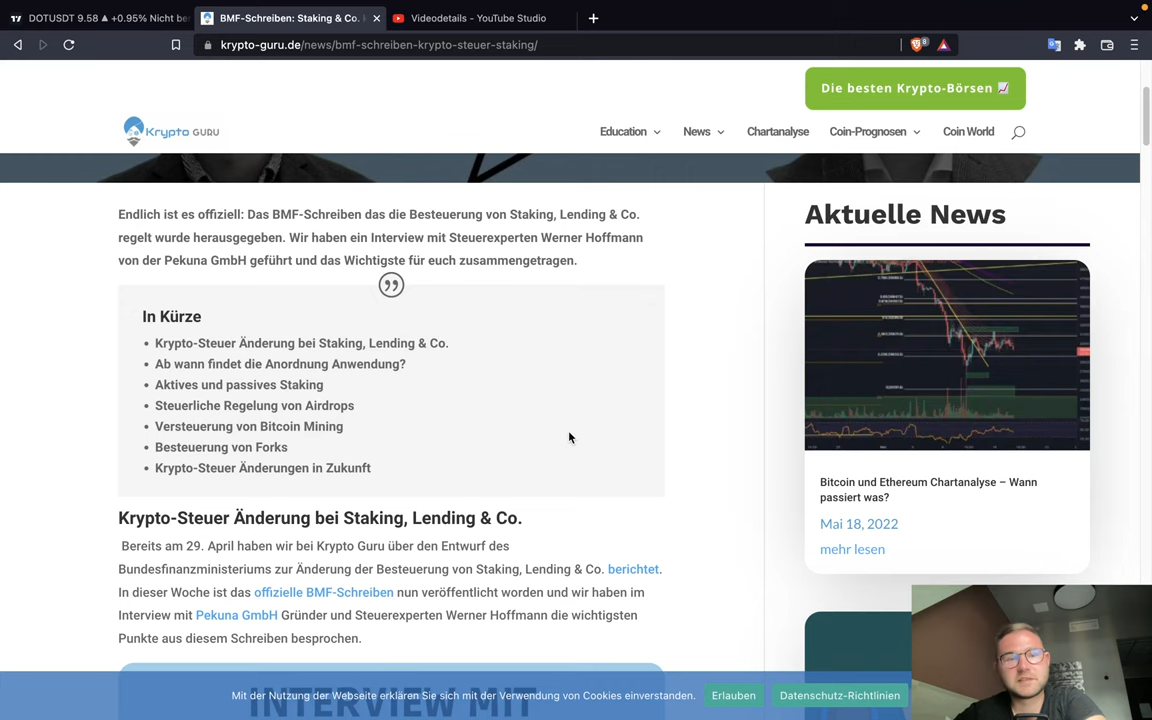 DOTUSDT 9.58 ▲ +0.95% Nicht be
BMF-Schreiben: Staking & Co.
Videodetails - YouTube Studio
krypto-guru.de/news/bmf-schreiben-krypto-steuer-staking/
8
Die besten Krypto-Börsen 📈
Krypto GURU
Education
News
Chartanalyse
Coin-Prognosen
Coin World
Endlich ist es offiziell: Das BMF-Schreiben das die Besteuerung von Staking, Lending & Co.
regelt wurde herausgegeben. Wir haben ein Interview mit Steuerexperten Werner Hoffmann
von der Pekuna GmbH geführt und das Wichtigste für euch zusammengetragen.
In Kürze
• Krypto-Steuer Änderung bei Staking, Lending & Co.
• Ab wann findet die Anordnung Anwendung?
• Aktives und passives Staking
• Steuerliche Regelung von Airdrops
• Versteuerung von Bitcoin Mining
• Besteuerung von Forks
• Krypto-Steuer Änderungen in Zukunft
Krypto-Steuer Änderung bei Staking, Lending & Co.
Bereits am 29. April haben wir bei Krypto Guru über den Entwurf des
Bundesfinanzministeriums zur Änderung der Besteuerung von Staking, Lending & Co. berichtet.
In dieser Woche ist das offizielle BMF-Schreiben nun veröffentlicht worden und wir haben im
Interview mit Pekuna GmbH Gründer und Steuerexperten Werner Hoffmann die wichtigsten
Punkte aus diesem Schreiben besprochen.
INTERVIEW MIT
Aktuelle News
Bitcoin und Ethereum Chartanalyse – Wann
passiert was?
Mai 18, 2022
mehr lesen
Mit der Nutzung der Webseite erklären Sie sich mit der Verwendung von Cookies einverstanden.
Erlauben
Datenschutz-Richtlinien